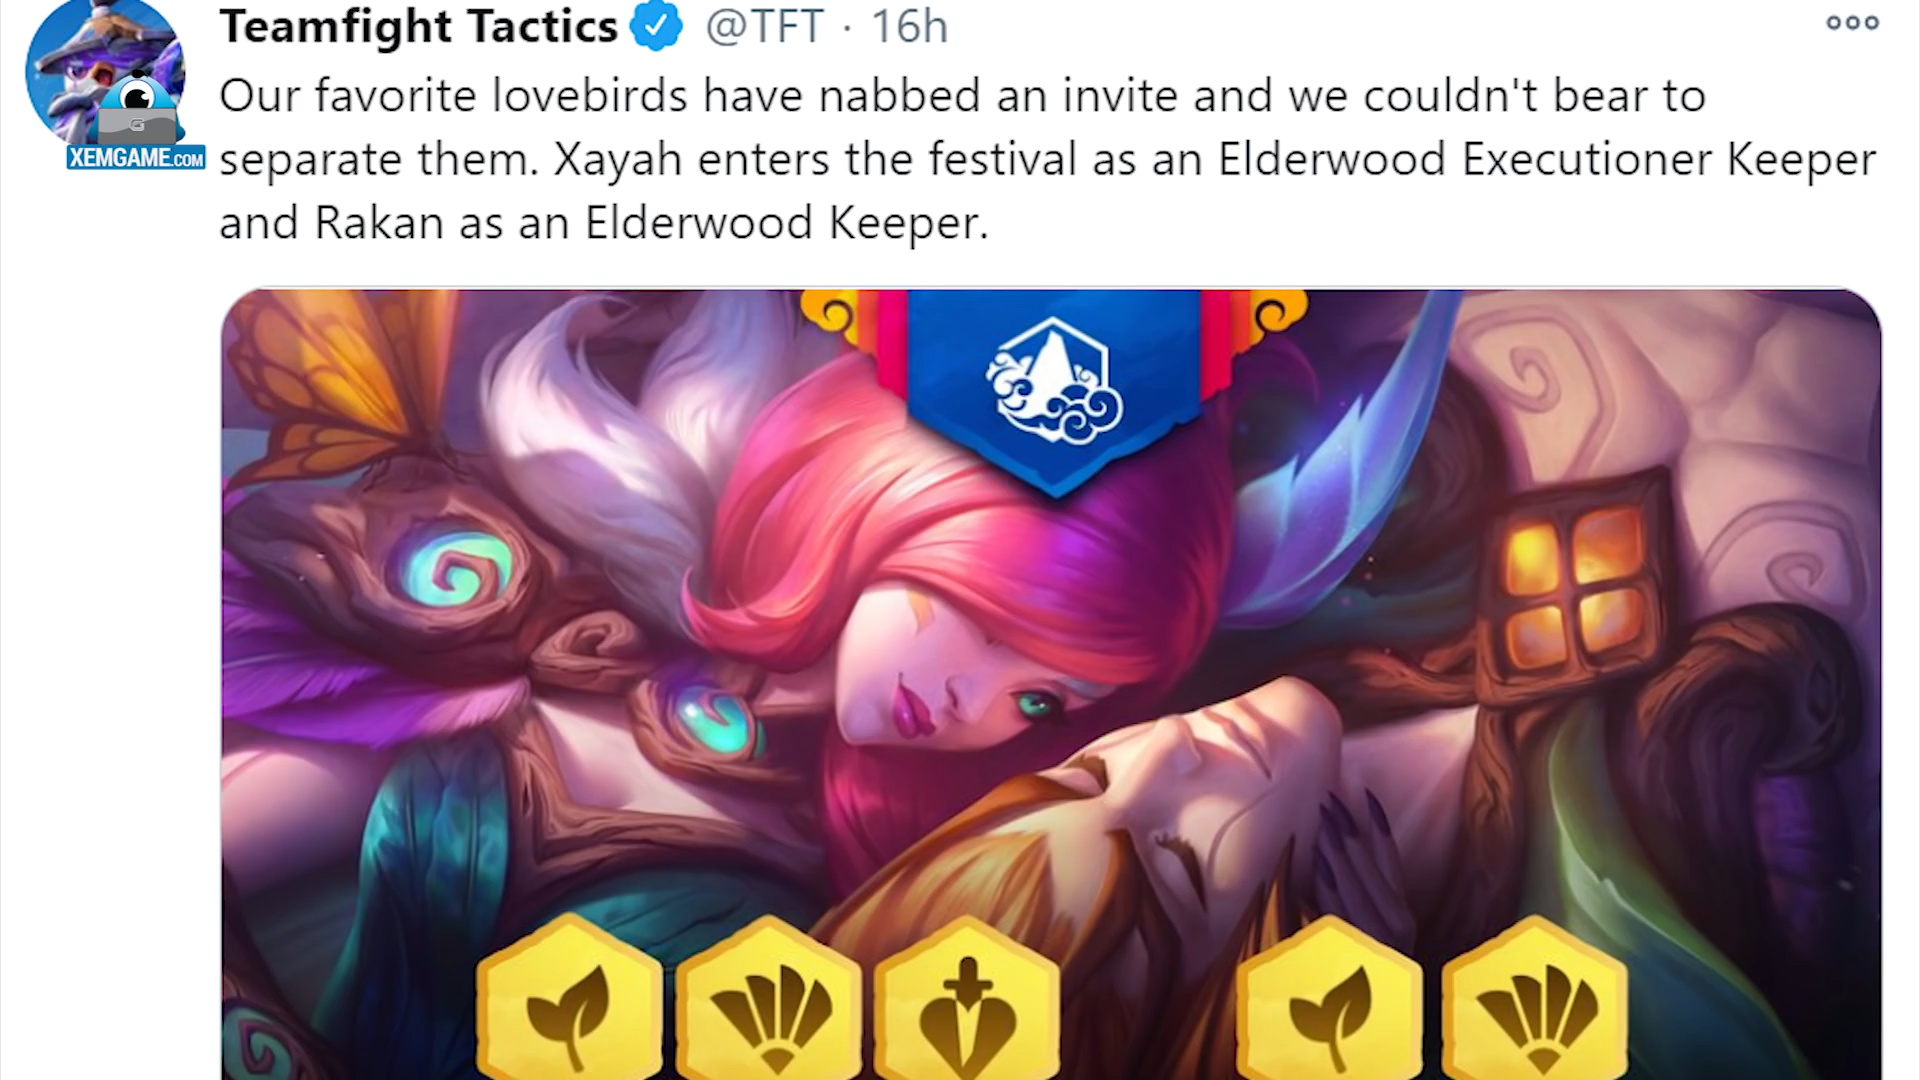 Teamfight Tactics @TFT · 16h
Our favorite lovebirds have nabbed an invite and we couldn't bear to
separate them. Xayah enters the festival as an Elderwood Executioner Keeper
and Rakan as an Elderwood Keeper.
G
XEMGAME.COM